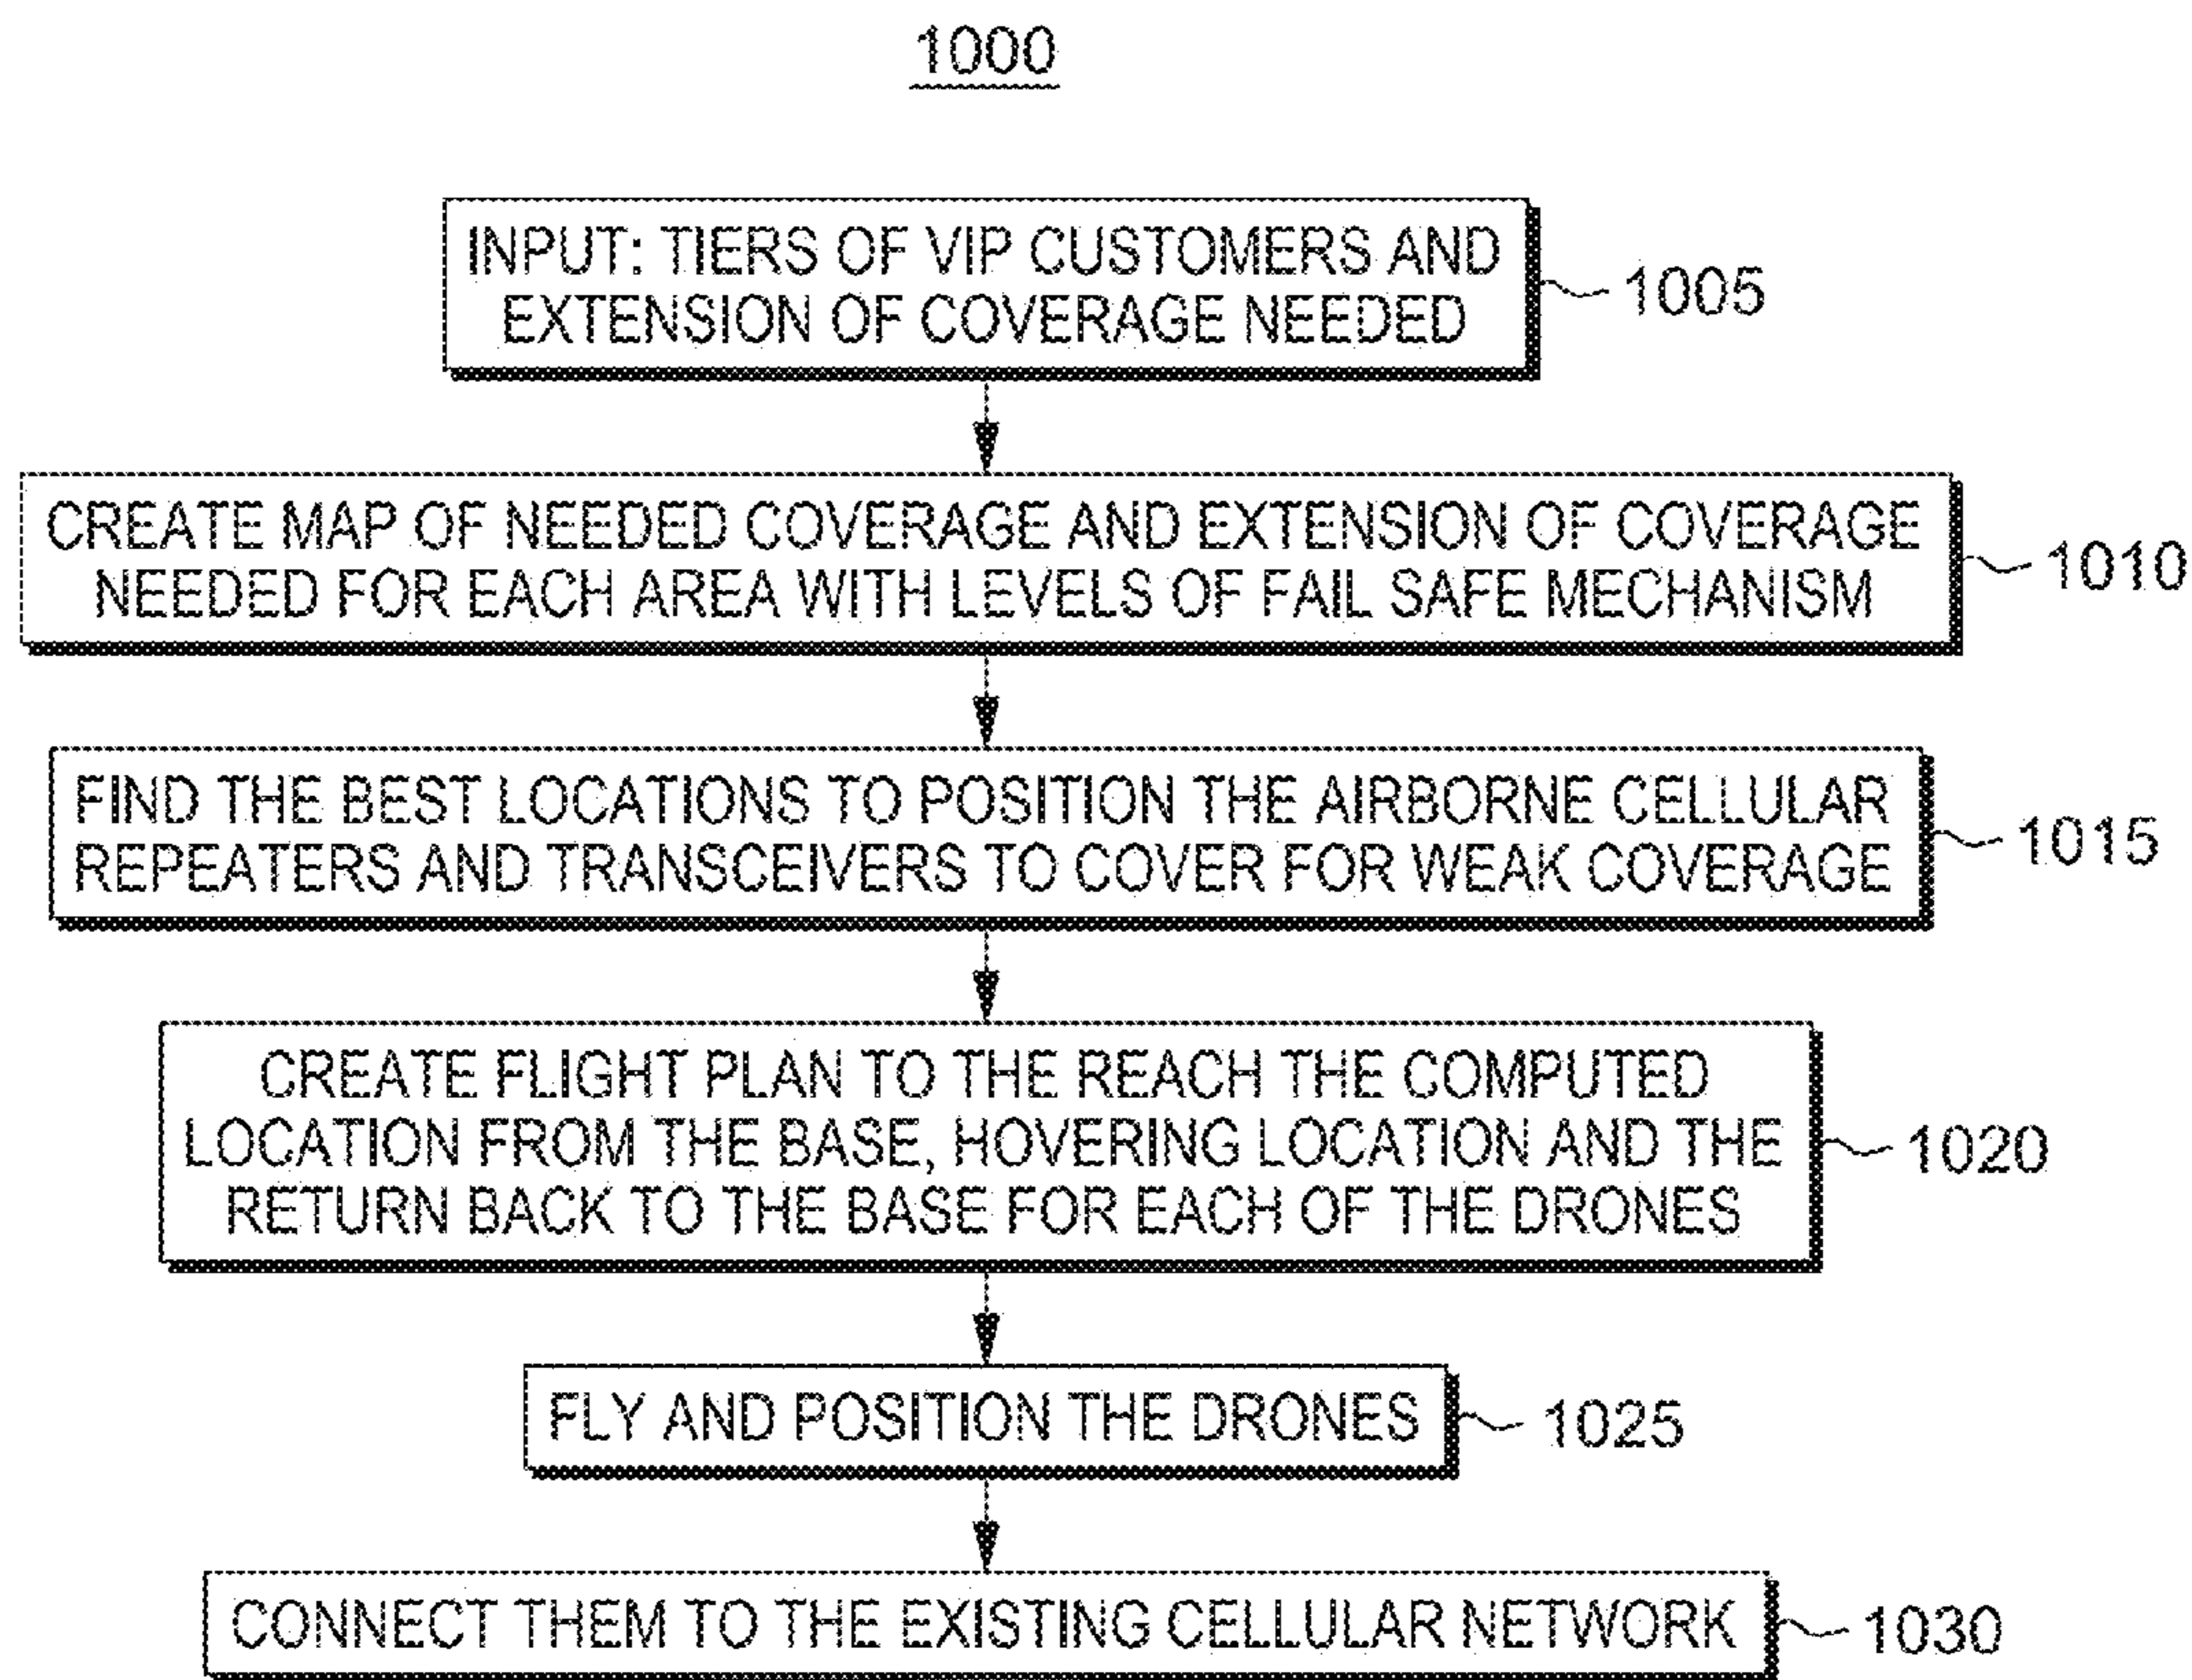 1000
INPUT: TIERS OF VIP CUSTOMERS AND
EXTENSION OF COVERAGE NEEDED
1005
CREATE MAP OF NEEDED COVERAGE AND EXTENSION OF COVERAGE
NEEDED FOR EACH AREA WITH LEVELS OF FAIL SAFE MECHANISM
1010
FIND THE BEST LOCATIONS TO POSITION THE AIRBORNE CELLULAR
REPEATERS AND TRANSCEIVERS TO COVER FOR WEAK COVERAGE
1015
CREATE FLIGHT PLAN TO THE REACH THE COMPUTED
LOCATION FROM THE BASE, HOVERING LOCATION AND THE
RETURN BACK TO THE BASE FOR EACH OF THE DRONES
1020
FLY AND POSITION THE DRONES
1025
CONNECT THEM TO THE EXISTING CELLULAR NETWORK
1030